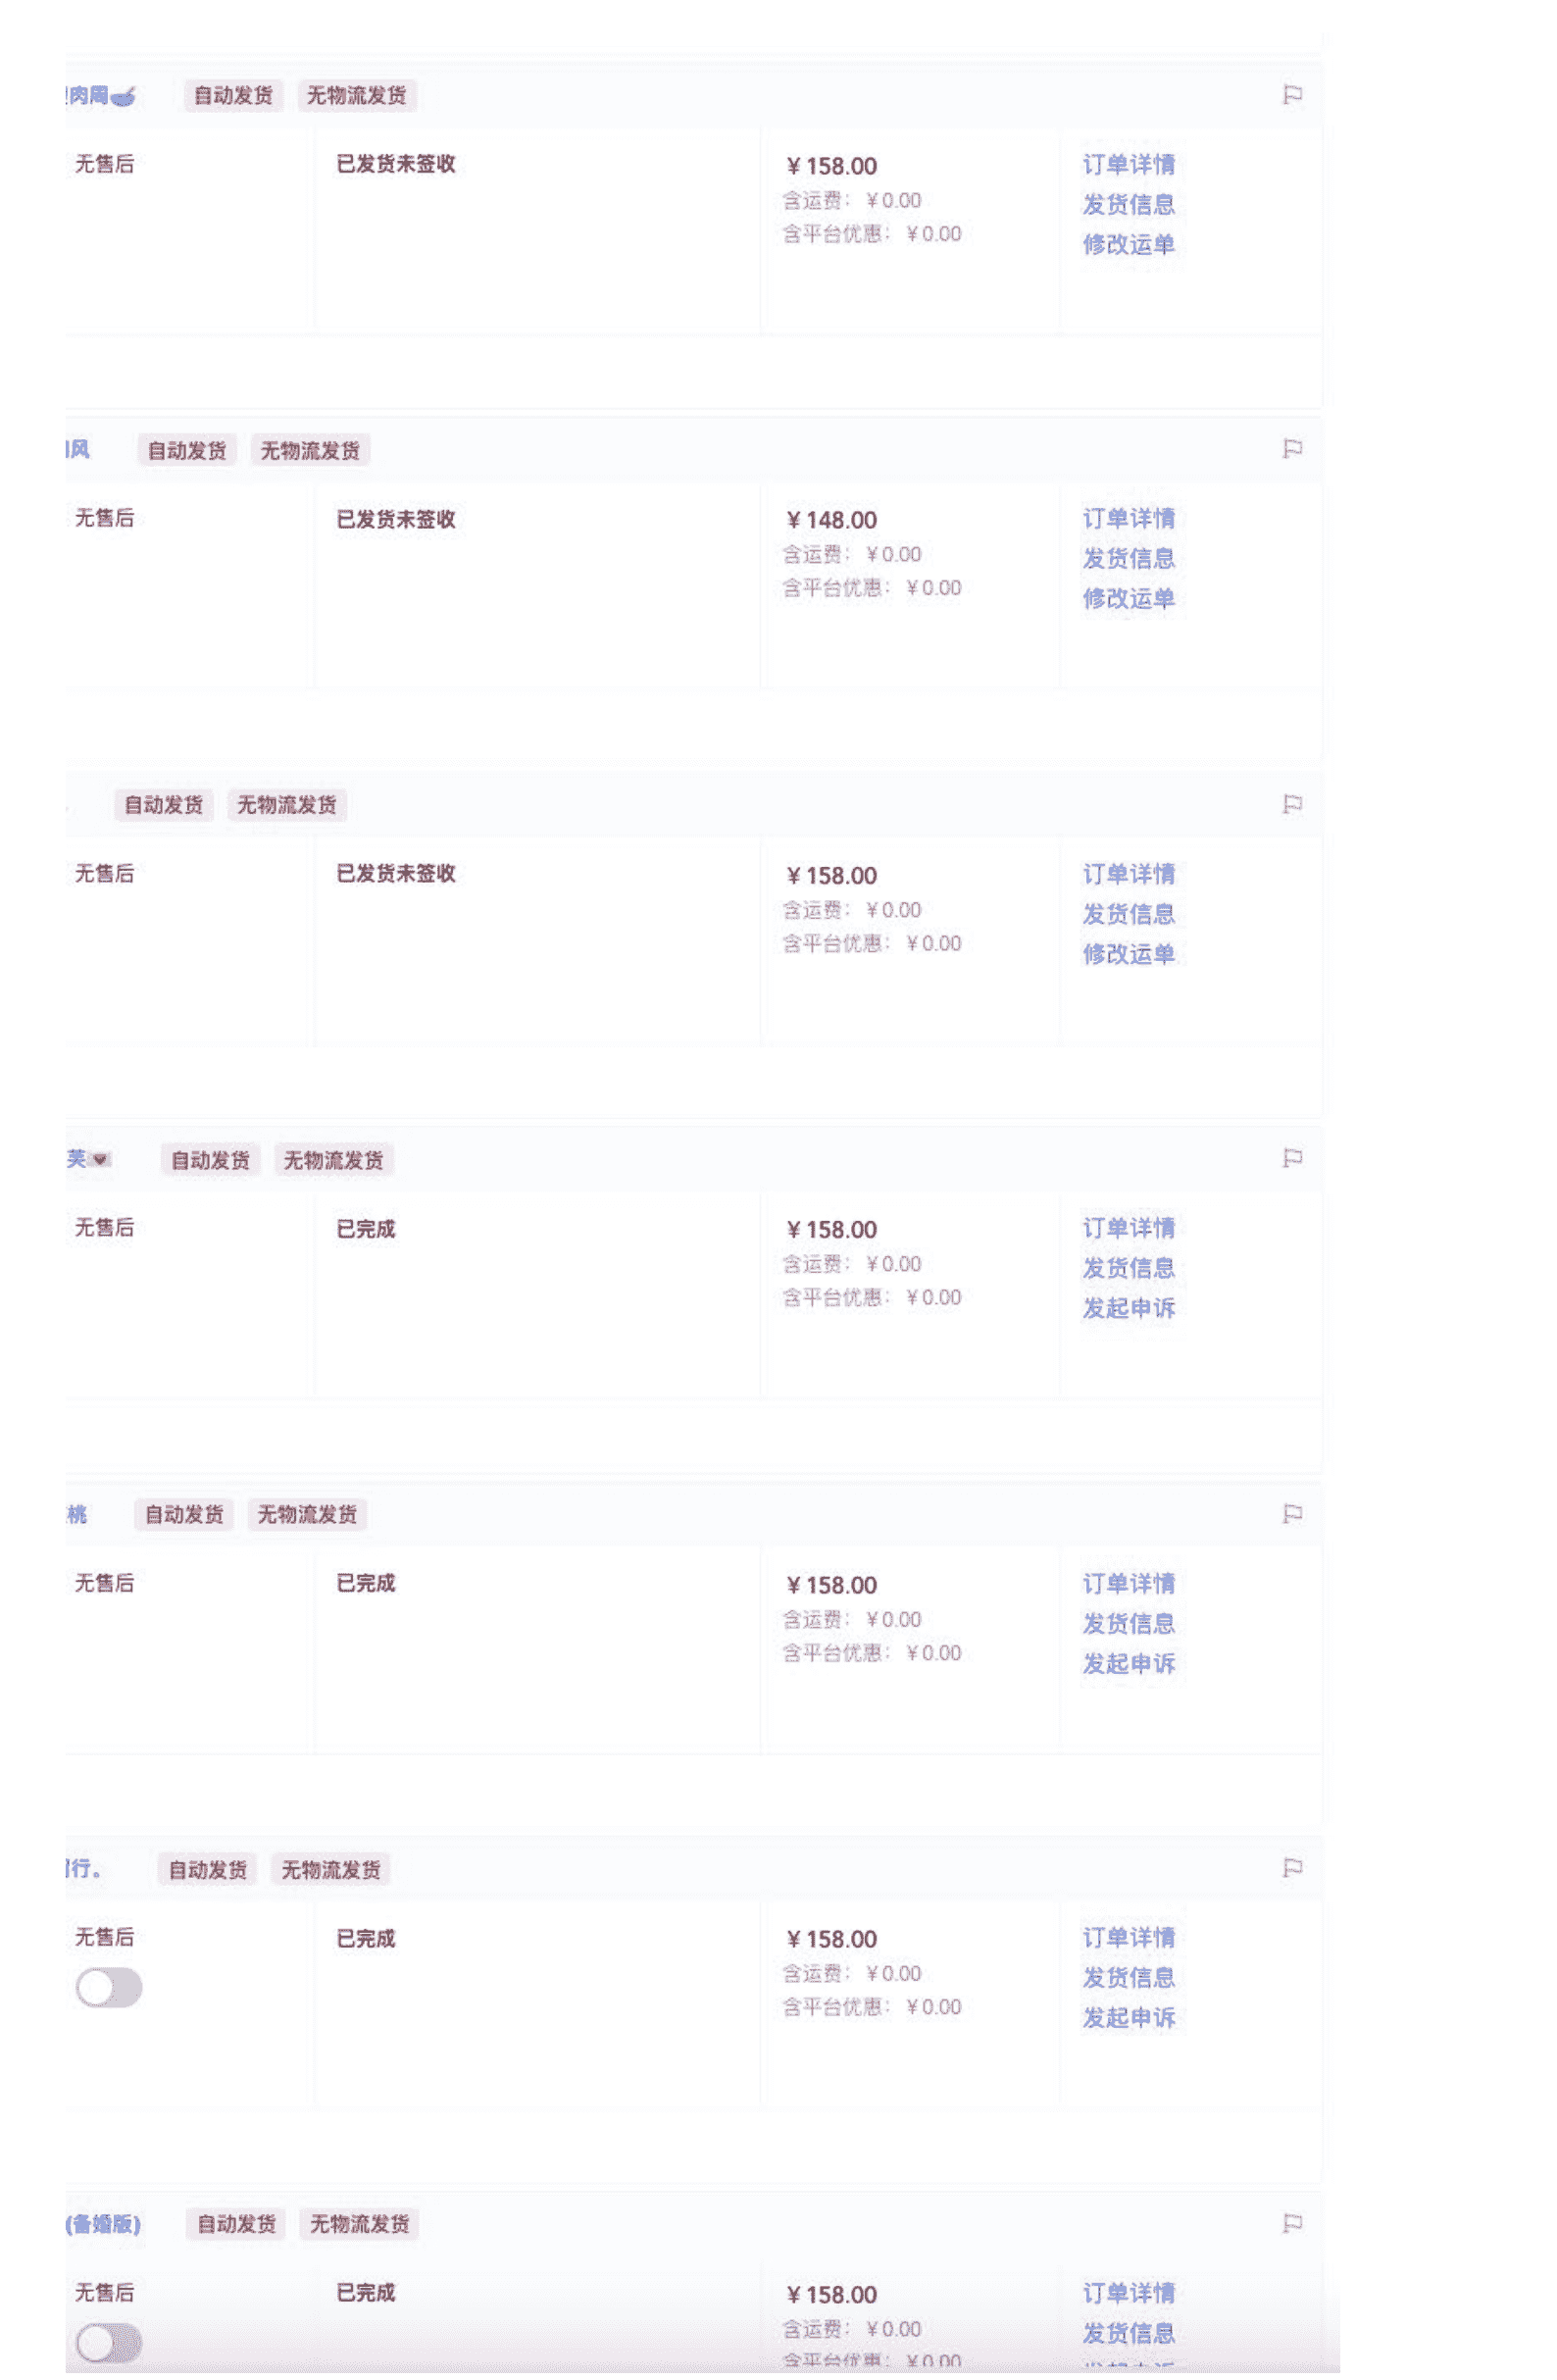 肉周 自动发货 无物流发货
无售后 已发货未签收 ¥158.00 订单详情
含运费：¥0.00 发货信息
含平台优惠：¥0.00 修改运单
风 自动发货 无物流发货
无售后 已发货未签收 ¥148.00 订单详情
含运费：¥0.00 发货信息
含平台优惠：¥0.00 修改运单
自动发货 无物流发货
无售后 已发货未签收 ¥158.00 订单详情
含运费：¥0.00 发货信息
含平台优惠：¥0.00 修改运单
芙 自动发货 无物流发货
无售后 已完成 ¥158.00 订单详情
含运费：¥0.00 发货信息
含平台优惠：¥0.00 发起申诉
桃 自动发货 无物流发货
无售后 已完成 ¥158.00 订单详情
含运费：¥0.00 发货信息
含平台优惠：¥0.00 发起申诉
行。 自动发货 无物流发货
无售后 已完成 ¥158.00 订单详情
含运费：¥0.00 发货信息
含平台优惠：¥0.00 发起申诉
(备婚版) 自动发货 无物流发货
无售后 已完成 ¥158.00 订单详情
含运费：¥0.00 发货信息
含平台优惠：¥0.00